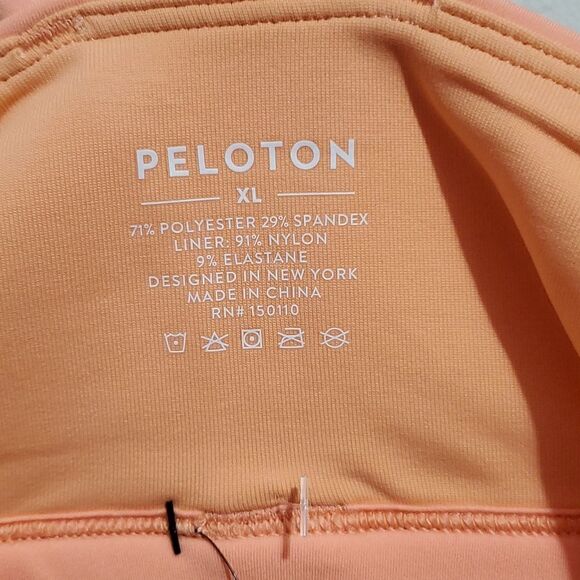 PELOTON
XL
71% POLYESTER 29% SPANDEX
LINER: 91% NYLON
9% ELASTANE
DESIGNED IN NEW YORK
MADE IN CHINA
RN# 150110